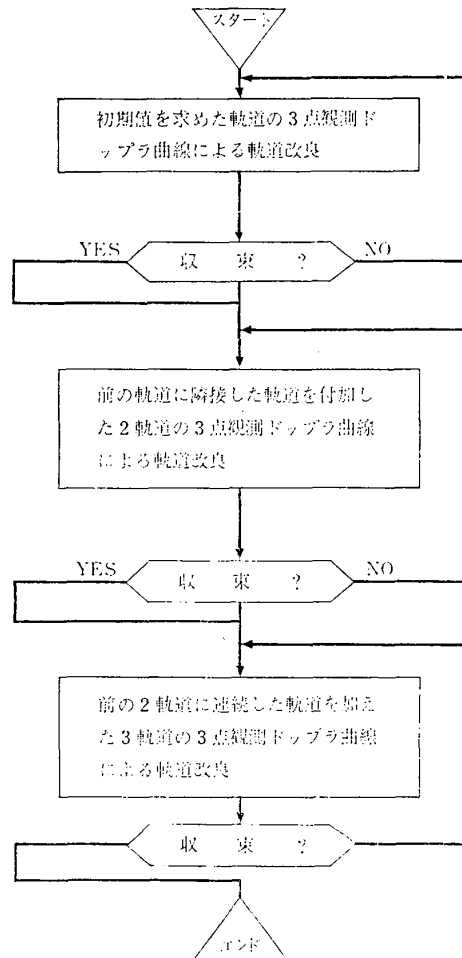 スタート
初期値を求めた軌道の3点観測ド
ップラ曲線による軌道改良
YES
収束?
NO
前の軌道に隣接した軌道を付加し
た2軌道の3点観測ドップラ曲線
による軌道改良
YES
収束?
NO
前の2軌道に連続した軌道を加え
た3軌道の3点観測ドップラ曲線
による軌道改良
収束?
エンド